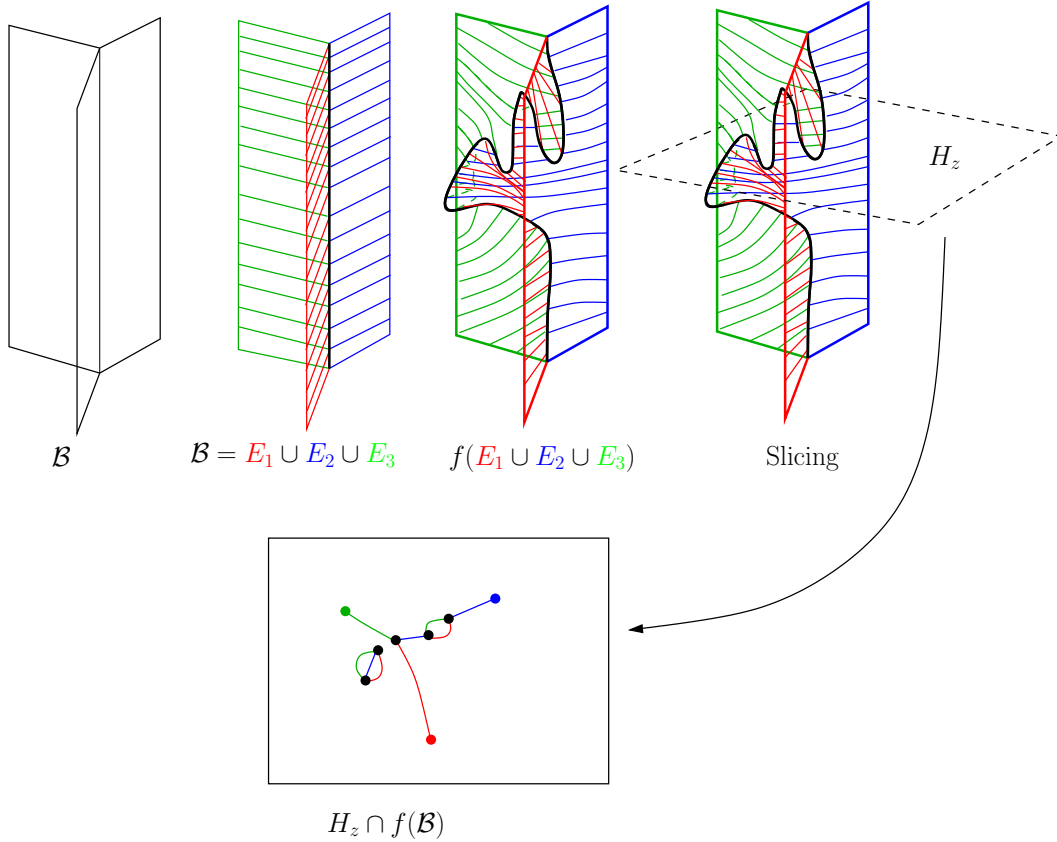 H_z
𝓑
𝓑 = E_1 ∪ E_2 ∪ E_3
f(E_1 ∪ E_2 ∪ E_3)
Slicing
H_z ∩ f(𝓑)